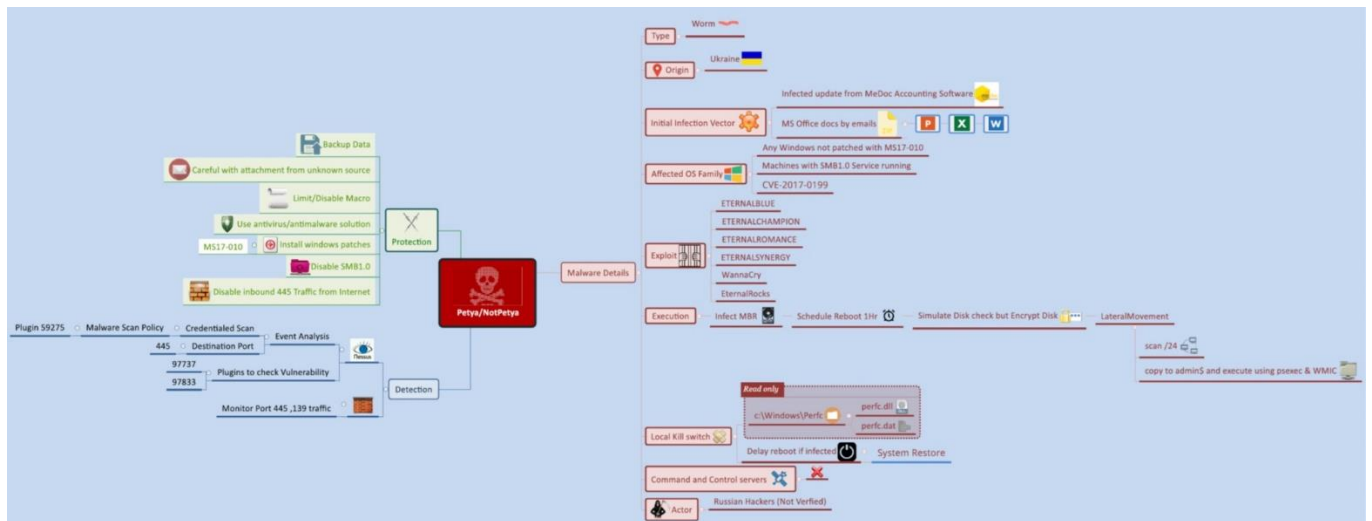 Petya/NotPetya
Protection
Backup Data
Careful with attachment from unknown source
Limit/Disable Macro
Use antivirus/antimalware solution
Install windows patches
MS17-010
Disable SMB1.0
Disable inbound 445 Traffic from Internet
Detection
Nessus
Event Analysis
Credentialed Scan
Malware Scan Policy
Plugin 59275
Destination Port
445
Plugins to check Vulnerability
97737
97833
Monitor Port 445 ,139 traffic
Malware Details
Type
Worm
Origin
Ukraine
Initial Infection Vector
Infected update from MeDoc Accounting Software
MS Office docs by emails
P
X
W
Affected OS Family
Any Windows not patched with MS17-010
Machines with SMB1.0 Service running
CVE-2017-0199
Exploit
ETERNALBLUE
ETERNALCHAMPION
ETERNALROMANCE
ETERNALSYNERGY
WannaCry
EternalRocks
Execution
Infect MBR
Schedule Reboot 1Hr
Simulate Disk check but Encrypt Disk
LateralMovement
scan /24
copy to admin$ and execute using psexec & WMIC
Local Kill switch
Read only
c:\Windows\Perfc
perfc.dll
perfc.dat
Delay reboot if infected
System Restore
Command and Control servers
Actor
Russian Hackers (Not Verfied)